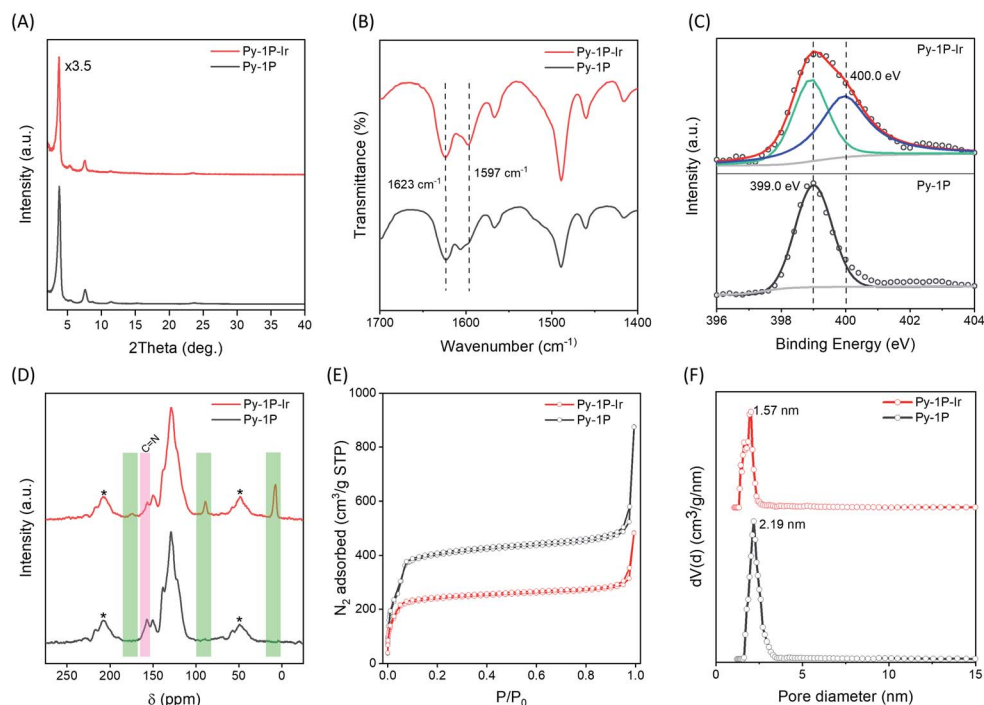 (A)
Intensity (a.u.)
x3.5
Py-1P-Ir
Py-1P
5 10 15 20 25 30 35 40
2Theta (deg.)
(B)
Transmittance (%)
Py-1P-Ir
Py-1P
1623 cm-1
1597 cm-1
1700 1600 1500 1400
Wavenumber (cm-1)
(C)
Intensity (a.u.)
Py-1P-Ir
400.0 eV
399.0 eV
Py-1P
396 398 400 402 404
Binding Energy (eV)
(D)
Intensity (a.u.)
Py-1P-Ir
Py-1P
C=N
* *
* *
250 200 150 100 50 0
δ (ppm)
(E)
N2 adsorbed (cm3/g STP)
1000
800
600
400
200
0
Py-1P-Ir
Py-1P
0.0 0.2 0.4 0.6 0.8 1.0
P/P0
(F)
dV(d) (cm3/g/nm)
Py-1P-Ir
Py-1P
1.57 nm
2.19 nm
0 5 10 15
Pore diameter (nm)